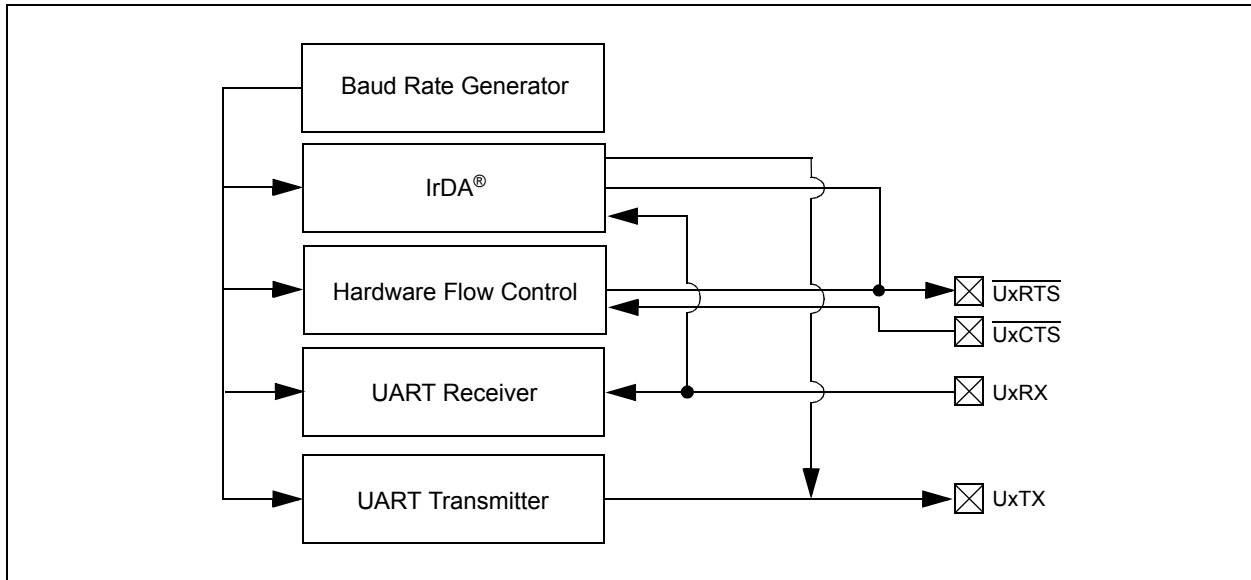 Baud Rate Generator
IrDA®
Hardware Flow Control
UxRTS
UxCTS
UART Receiver
UxRX
UART Transmitter
UxTX